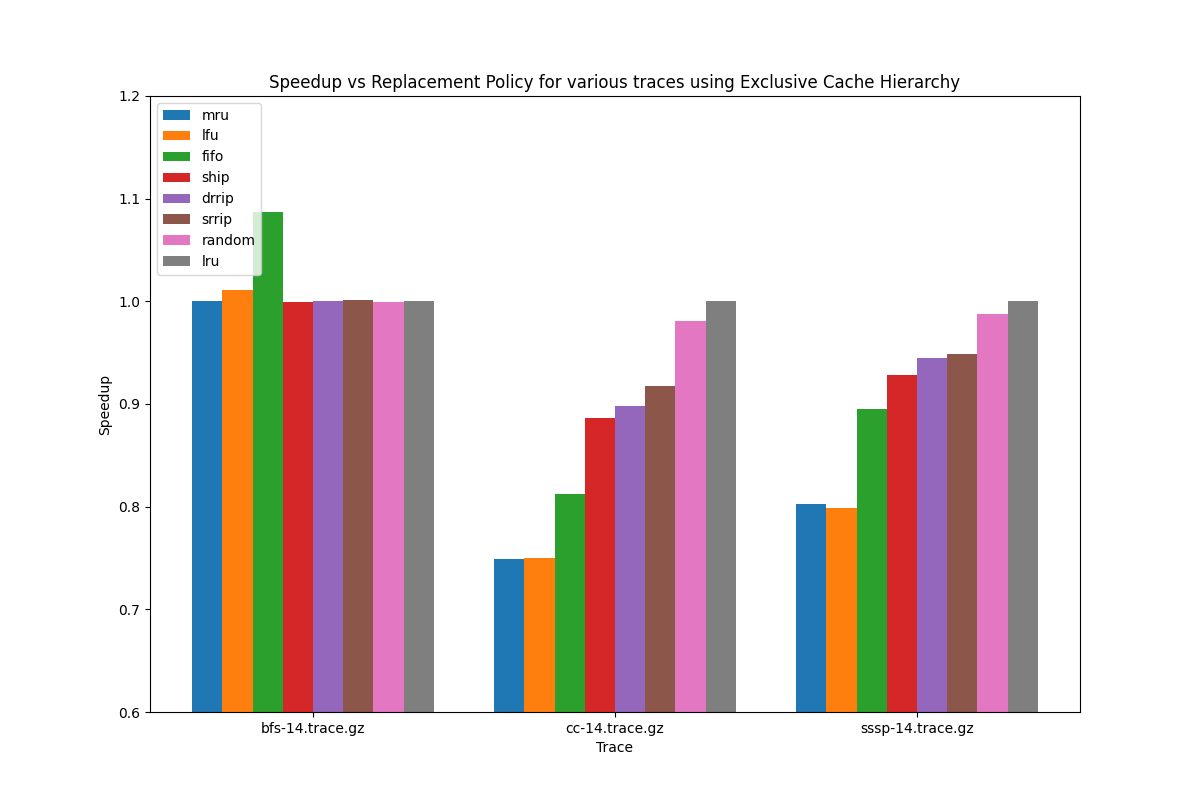 Speedup vs Replacement Policy for various traces using Exclusive Cache Hierarchy
1.2
1.1
1.0
0.9
0.8
0.7
0.6
Speedup
mru
lfu
fifo
ship
drrip
srrip
random
lru
bfs-14.trace.gz cc-14.trace.gz sssp-14.trace.gz
Trace